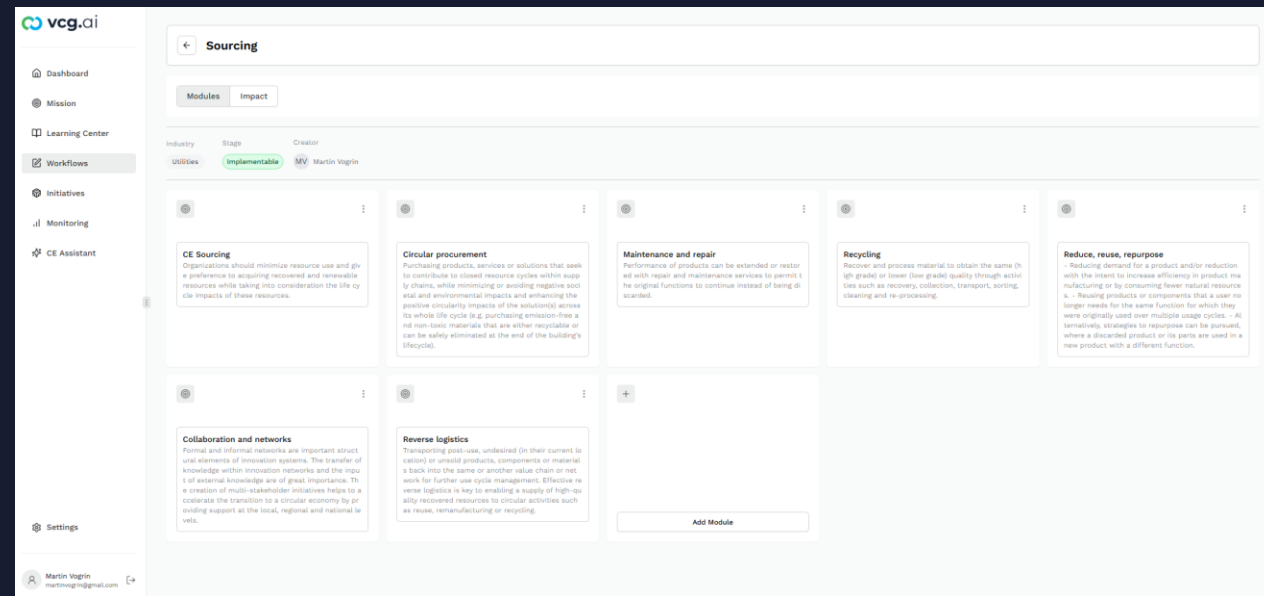 vcg.ai
Dashboard
Mission
Learning Center
Workflows
Initiatives
Monitoring
CE Assistant
Settings
Martin Vogrin
martinvogrin@gmail.com
Sourcing
Modules Impact
Industry Stage Creator
Utilities Implementable MV Martin Vogrin
CE Sourcing
Organizations should minimize resource use and giv
e preference to acquiring recovered and renewable
resources while taking into consideration the life cy
cle impacts of these resources.
Circular procurement
Purchasing products, services or solutions that seek
to contribute to closed resource cycles within supp
ly chains, while minimizing or avoiding negative soci
etal and environmental impacts and enhancing the
positive circularity impacts of the solution(s) across
its whole life cycle (e.g. purchasing emission-free a
nd non-toxic materials that are either recyclable or
can be safely eliminated at the end of the building's
lifecycle).
Maintenance and repair
Performance of products can be extended or restor
ed with repair and maintenance services to permit t
he original functions to continue instead of being di
scarded.
Recycling
Recover and process material to obtain the same (h
igh grade) or lower (low grade) quality through activi
ties such as recovery, collection, transport, sorting,
cleaning and re-processing.
Reduce, reuse, repurpose
- Reducing demand for a product and/or reduction
with the intent to increase efficiency in product ma
nufacturing or by consuming fewer natural resource
s. - Reusing products or components that a user no
longer needs for the same function for which they
were originally used over multiple usage cycles. - Al
ternatively, strategies to repurpose can be pursued,
where a discarded product or its parts are used in a
new product with a different function.
Collaboration and networks
Formal and informal networks are important struct
ural elements of innovation systems. The transfer of
knowledge within innovation networks and the inpu
t of external knowledge are of great importance. Th
e creation of multi-stakeholder initiatives helps to a
ccelerate the transition to a circular economy by pr
oviding support at the local, regional and national le
vels.
Reverse logistics
Transporting post-use, undesired (in their current lo
cation) or unsold products, components or material
s back into the same or another value chain or net
work for further use cycle management. Effective re
verse logistics is key to enabling a supply of high-qu
ality recovered resources to circular activities such
as reuse, remanufacturing or recycling.
Add Module